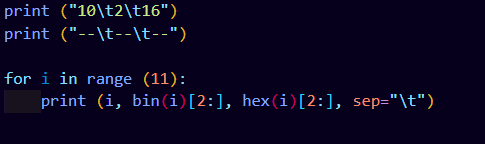 print ("10\t2\t16")
print ("--\t--\t--")
for i in range (11):
    print (i, bin(i)[2:], hex(i)[2:], sep="\t")